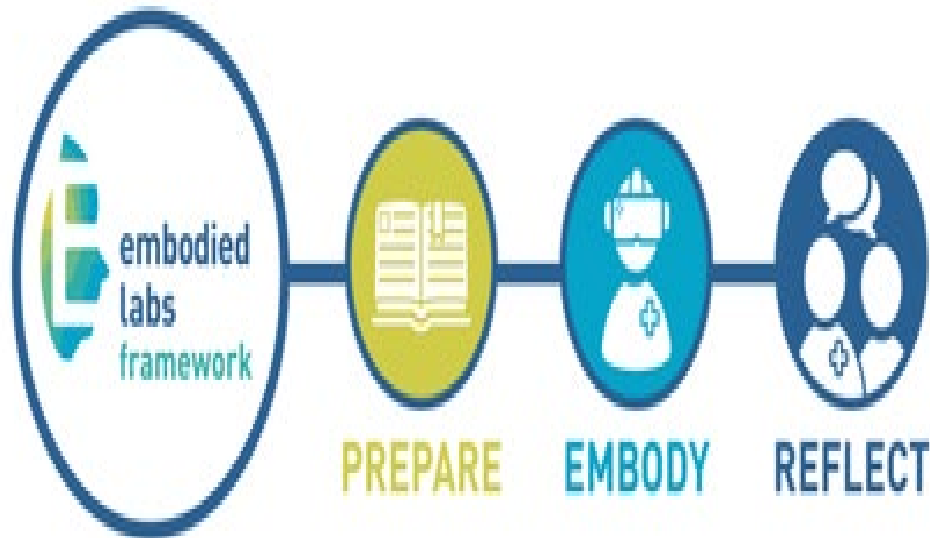 embodied
labs
framework
PREPARE
EMBODY
REFLECT